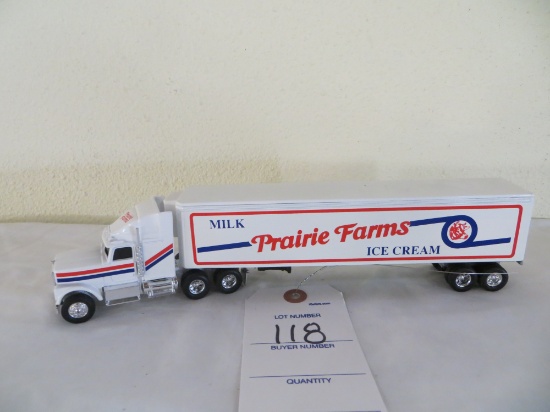 MILK
Prairie Farms
ICE CREAM
LOT NUMBER
118
BUYER NUMBER
QUANTITY